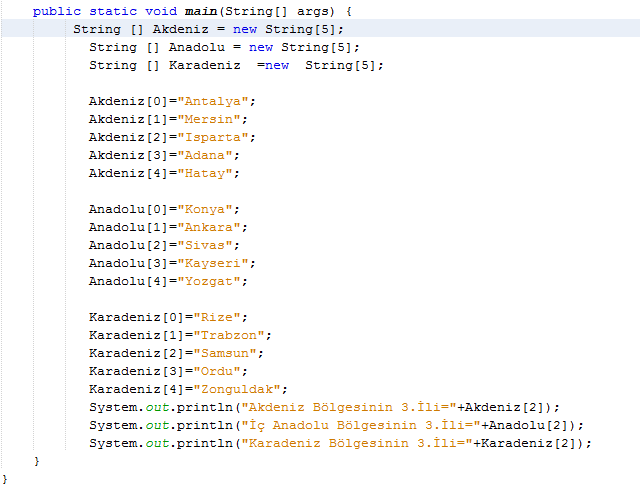 public static void main(String[] args) {
String [] Akdeniz = new String[5];
String [] Anadolu = new String[5];
String [] Karadeniz  =new  String[5];
Akdeniz[0]="Antalya";
Akdeniz[1]="Mersin";
Akdeniz[2]="Isparta";
Akdeniz[3]="Adana";
Akdeniz[4]="Hatay";
Anadolu[0]="Konya";
Anadolu[1]="Ankara";
Anadolu[2]="Sivas";
Anadolu[3]="Kayseri";
Anadolu[4]="Yozgat";
Karadeniz[0]="Rize";
Karadeniz[1]="Trabzon";
Karadeniz[2]="Samsun";
Karadeniz[3]="Ordu";
Karadeniz[4]="Zonguldak";
System.out.println("Akdeniz Bölgesinin 3.İli="+Akdeniz[2]);
System.out.println("İç Anadolu Bölgesinin 3.İli="+Anadolu[2]);
System.out.println("Karadeniz Bölgesinin 3.İli="+Karadeniz[2]);
}
}